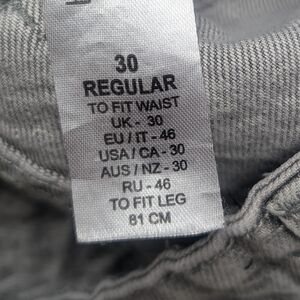 30
REGULAR
TO FIT WAIST
UK - 30
EU / IT - 46
USA / CA - 30
AUS / NZ - 30
RU - 46
TO FIT LEG
81 CM